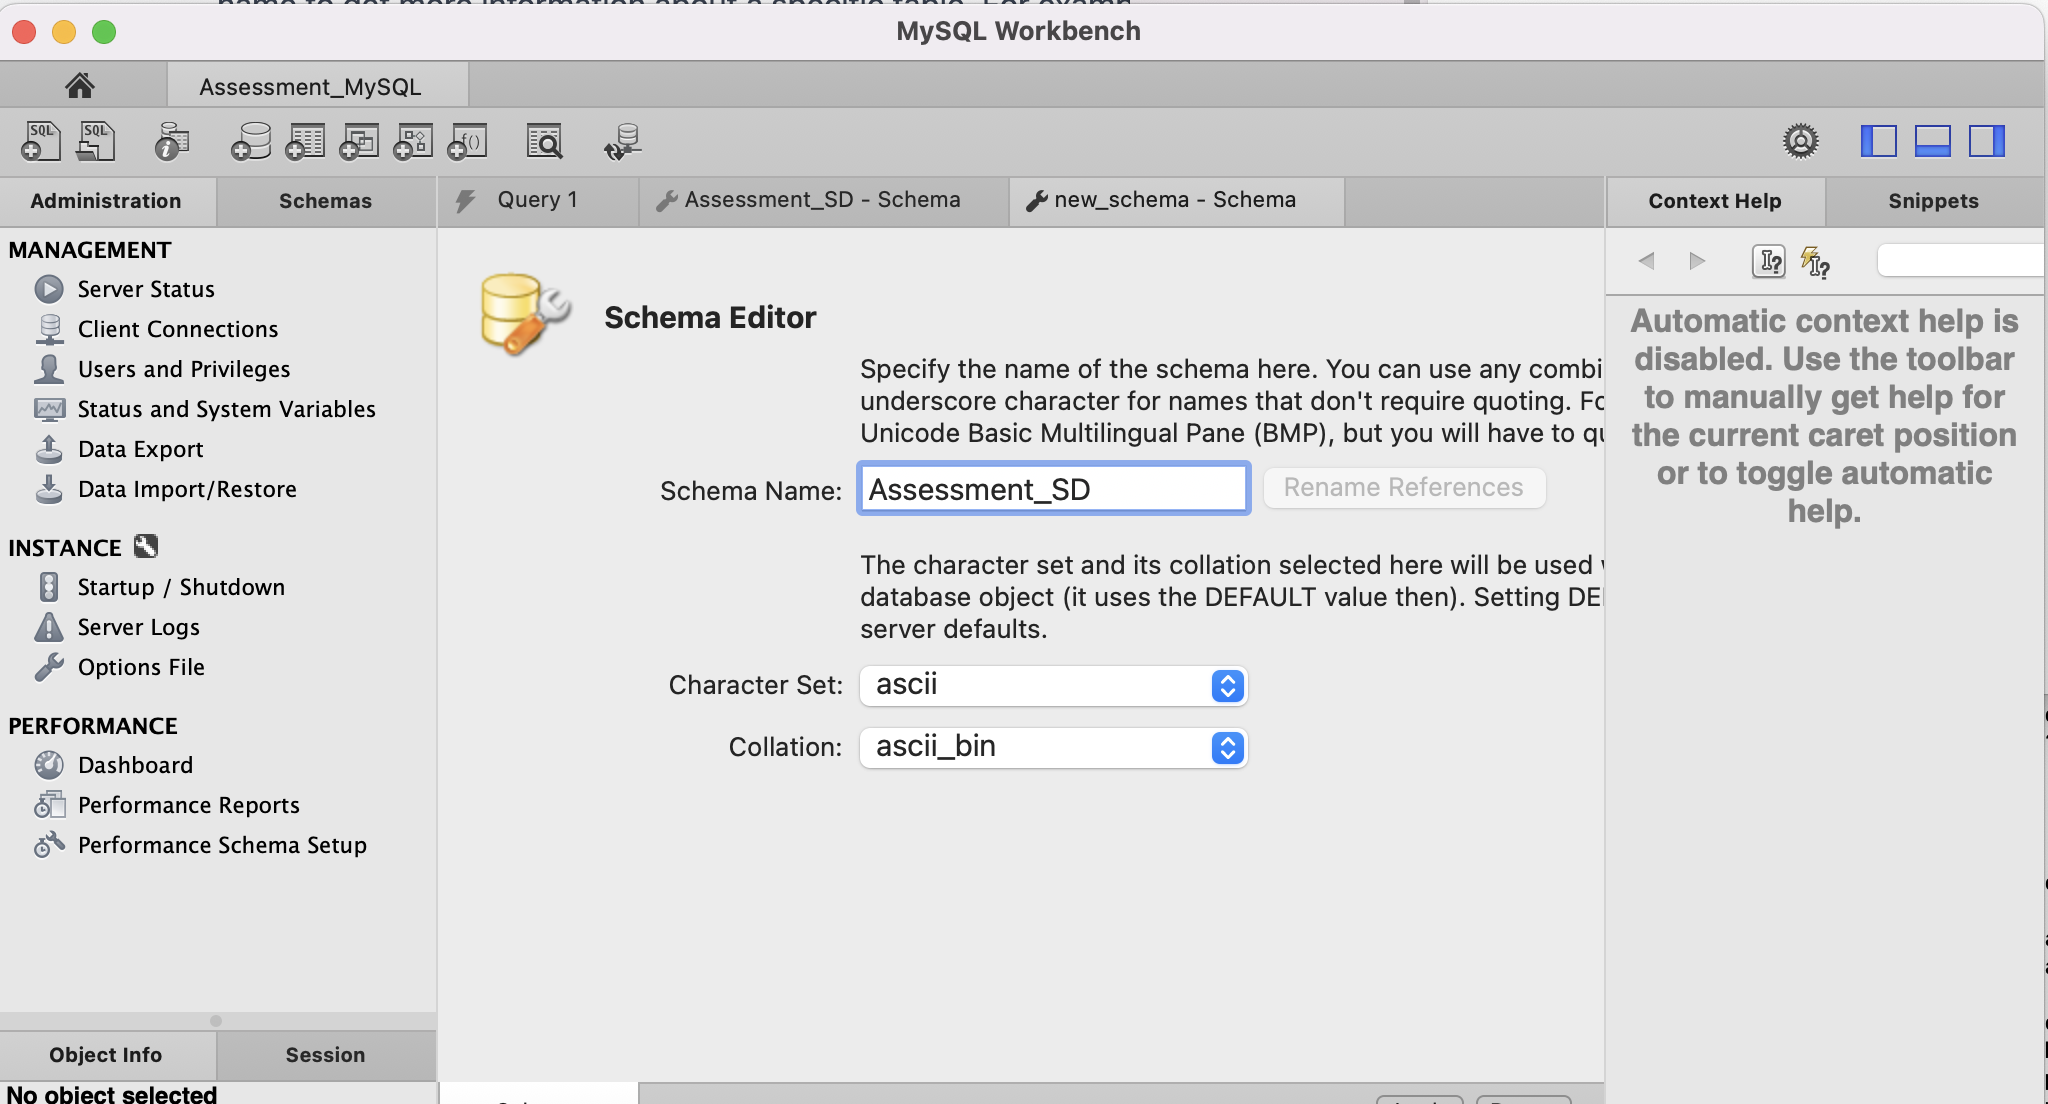 MySQL Workbench
Assessment_MySQL
Administration
Schemas
Query 1
Assessment_SD - Schema
new_schema - Schema
Context Help
Snippets
MANAGEMENT
Server Status
Client Connections
Users and Privileges
Status and System Variables
Data Export
Data Import/Restore
INSTANCE
Startup / Shutdown
Server Logs
Options File
PERFORMANCE
Dashboard
Performance Reports
Performance Schema Setup
Object Info
Session
No object selected
Schema Editor
Specify the name of the schema here. You can use any combi
underscore character for names that don't require quoting. Fo
Unicode Basic Multilingual Pane (BMP), but you will have to qu
Schema Name: Assessment_SD Rename References
The character set and its collation selected here will be used
database object (it uses the DEFAULT value then). Setting DE
server defaults.
Character Set: ascii
Collation: ascii_bin
Automatic context help is
disabled. Use the toolbar
to manually get help for
the current caret position
or to toggle automatic
help.